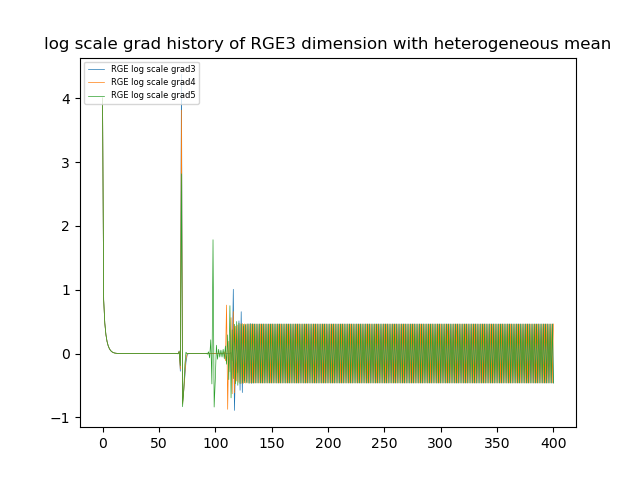 log scale grad history of RGE3 dimension with heterogeneous mean
RGE log scale grad3
RGE log scale grad4
RGE log scale grad5
4
3
2
1
0
−1
0 50 100 150 200 250 300 350 400